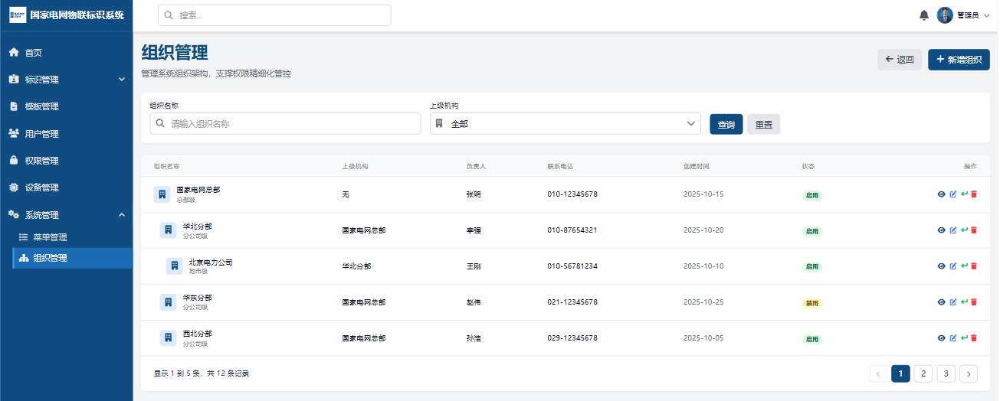 国家电网物联标识系统
搜索...
管理员
首页
标识管理
模板管理
用户管理
权限管理
设备管理
系统管理
菜单管理
组织管理
组织管理
管理系统组织架构，支撑权限精细化管控
返回
新增组织
组织名称
请输入组织名称
上级机构
全部
查询
重置
组织名称 上级机构 负责人 联系电话 创建时间 状态 操作
国家电网总部 无 张明 010-12345678 2025-10-15 启用
总部级
华北分部 国家电网总部 李强 010-87654321 2025-10-20 启用
分公司级
北京电力公司 华北分部 王刚 010-56781234 2025-10-10 启用
地市级
华东分部 国家电网总部 赵伟 021-12345678 2025-10-25 禁用
分公司级
西北分部 国家电网总部 孙浩 029-12345678 2025-10-05 启用
分公司级
显示 1 到 5 条，共 12 条记录
1 2 3